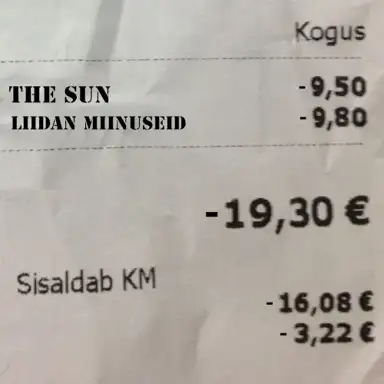 Kogus
THE SUN -9,50
LIIDAN MIINUSEID -9,80
-19,30 €
Sisaldab KM
-16,08 €
-3,22 €